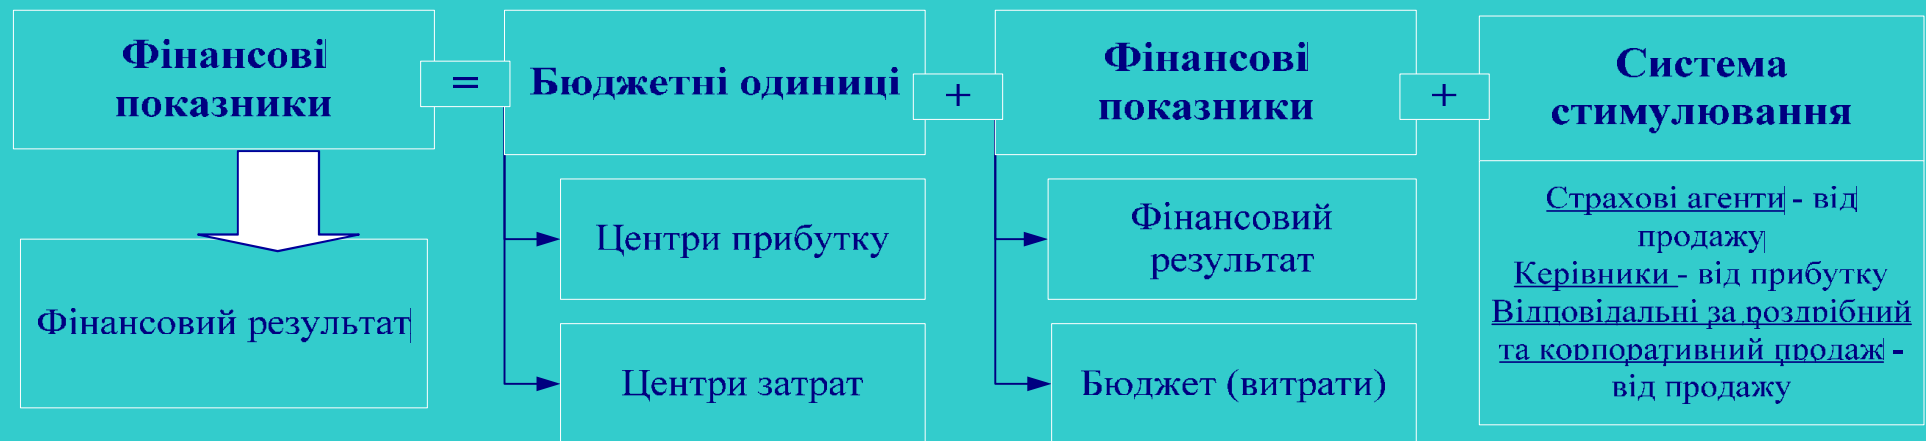 Фінансові
показники
=
Бюджетні одиниці
+
Фінансові
показники
+
Система
стимулювання
Фінансовий результат
Центри прибутку
Центри затрат
Фінансовий
результат
Бюджет (витрати)
Страхові агенти - від
продажу
Керівники - від прибутку
Відповідальні за роздрібний
та корпоративний продаж -
від продажу